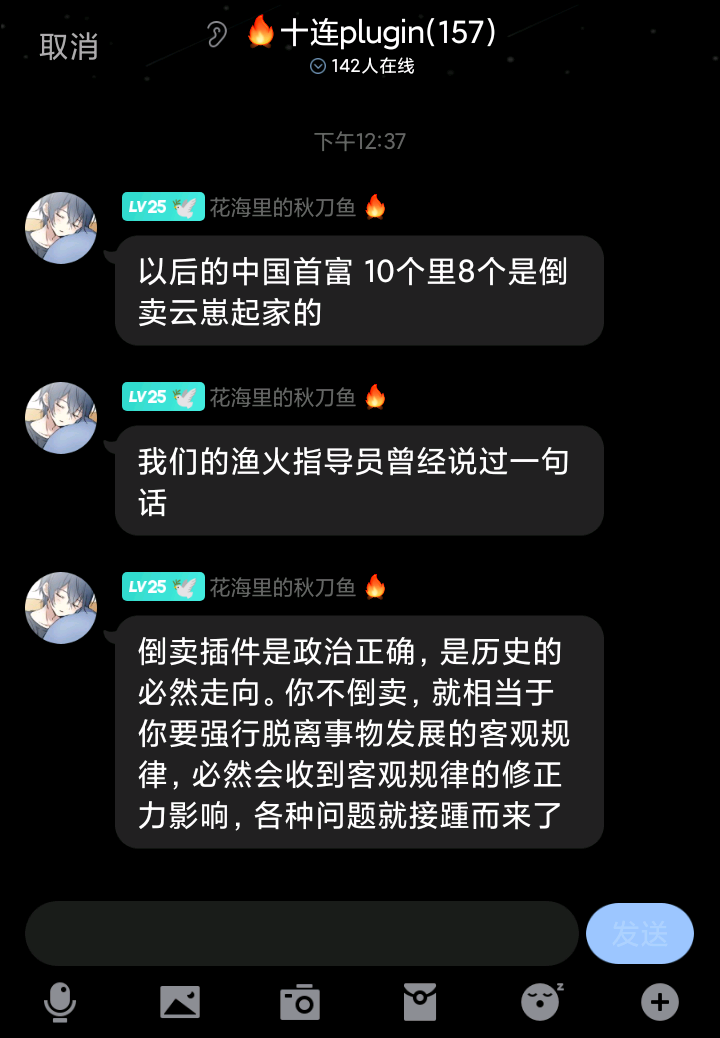 取消
🔥十连plugin(157)
142人在线
下午12:37
LV25 🕊️ 花海里的秋刀鱼 🔥
以后的中国首富 10个里8个是倒
卖云崽起家的
LV25 🕊️ 花海里的秋刀鱼 🔥
我们的渔火指导员曾经说过一句
话
LV25 🕊️ 花海里的秋刀鱼 🔥
倒卖插件是政治正确，是历史的
必然走向。你不倒卖，就相当于
你要强行脱离事物发展的客观规
律，必然会收到客观规律的修正
力影响，各种问题就接踵而来了
发送